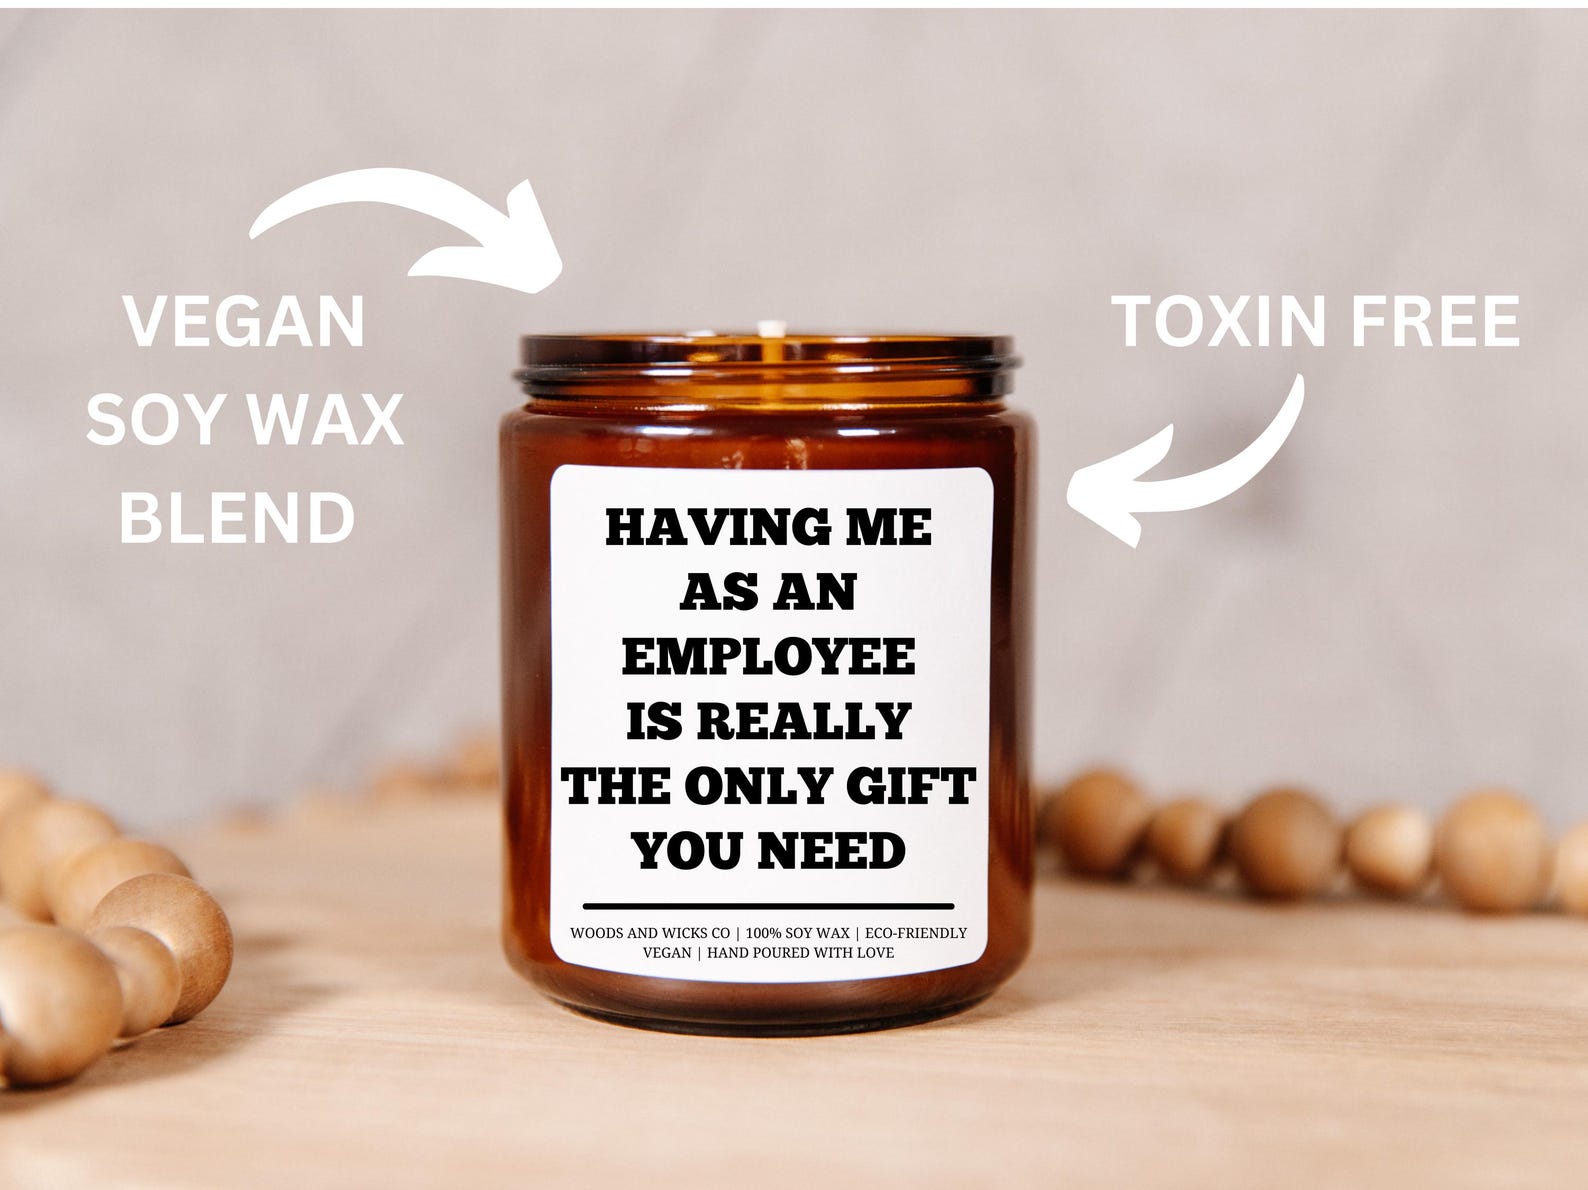 VEGAN
SOY WAX
BLEND
TOXIN FREE
HAVING ME
AS AN
EMPLOYEE
IS REALLY
THE ONLY GIFT
YOU NEED
WOODS AND WICKS CO | 100% SOY WAX | ECO-FRIENDLY
VEGAN | HAND POURED WITH LOVE